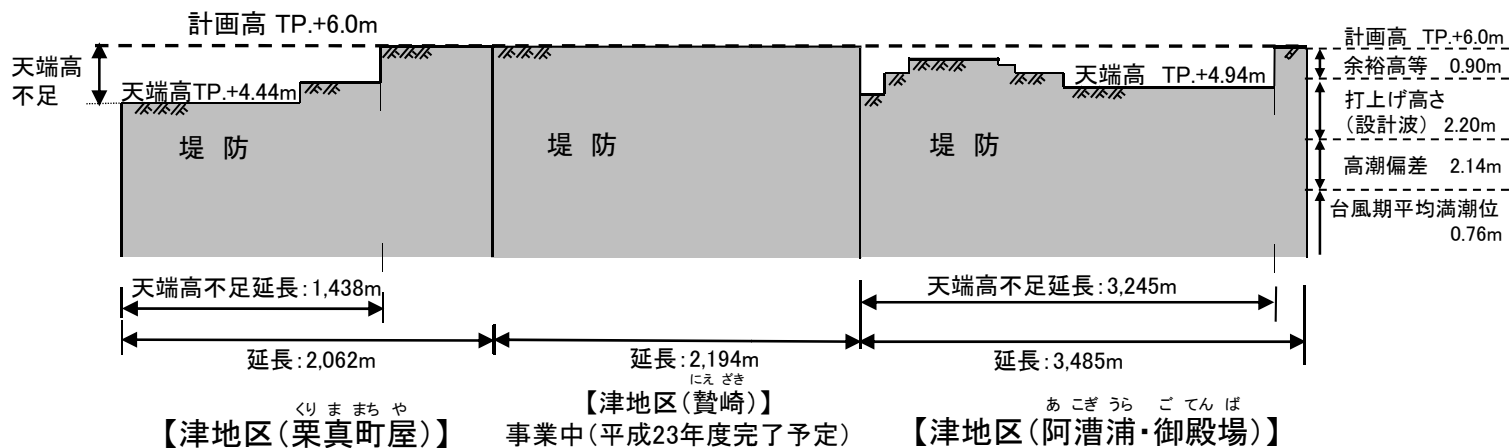 計画高 TP.+6.0m
天端高
不足
天端高TP.+4.44m
堤 防
堤 防
天端高 TP.+4.94m
堤 防
計画高 TP.+6.0m
余裕高等 0.90m
打上げ高さ
(設計波) 2.20m
高潮偏差 2.14m
台風期平均満潮位
0.76m
天端高不足延長:1,438m
天端高不足延長:3,245m
延長:2,062m
延長:2,194m
延長:3,485m
くりままちや
【津地区(栗真町屋)】
にえざき
【津地区(贄崎)】
事業中(平成23年度完了予定)
あこぎうら ごてんば
【津地区(阿漕浦・御殿場)】